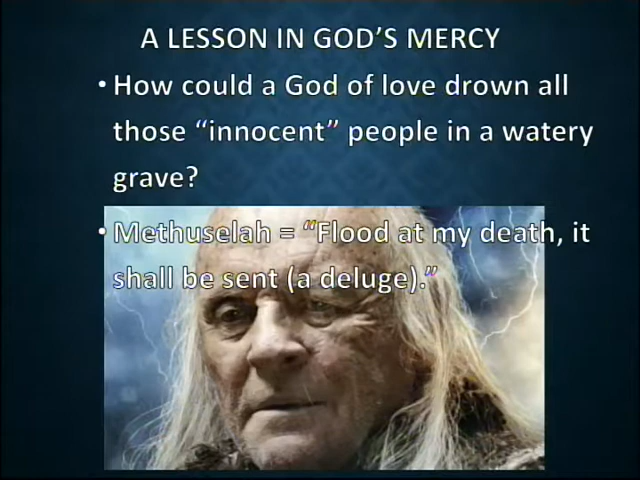 A LESSON IN GOD'S MERCY
• How could a God of love drown all
those “innocent” people in a watery
grave?
• Methuselah = “Flood at my death, it
shall be sent (a deluge).”